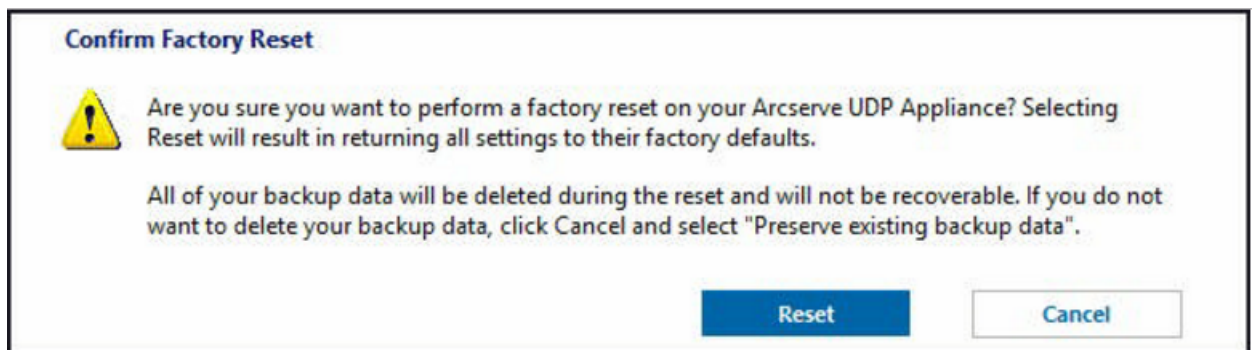 Confirm Factory Reset
Are you sure you want to perform a factory reset on your Arcserve UDP Appliance? Selecting
Reset will result in returning all settings to their factory defaults.
All of your backup data will be deleted during the reset and will not be recoverable. If you do not
want to delete your backup data, click Cancel and select "Preserve existing backup data".
Reset
Cancel